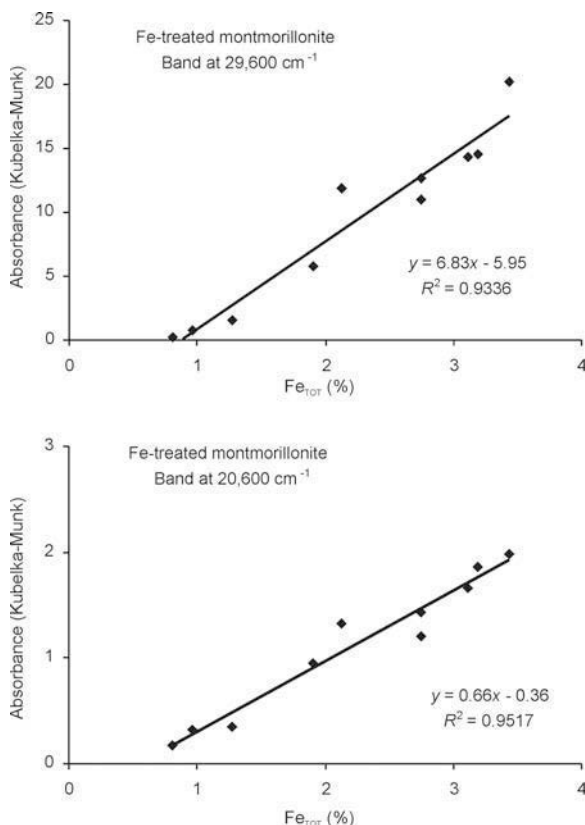 Fe-treated montmorillonite
Band at 29,600 cm⁻¹
Absorbance (Kubelka-Munk)
25
20
15
10
5
0
y = 6.83x - 5.95
R² = 0.9336
0 1 2 3 4
Fe_TOT (%)
Fe-treated montmorillonite
Band at 20,600 cm⁻¹
Absorbance (Kubelka-Munk)
3
2
1
0
y = 0.66x - 0.36
R² = 0.9517
0 1 2 3 4
Fe_TOT (%)